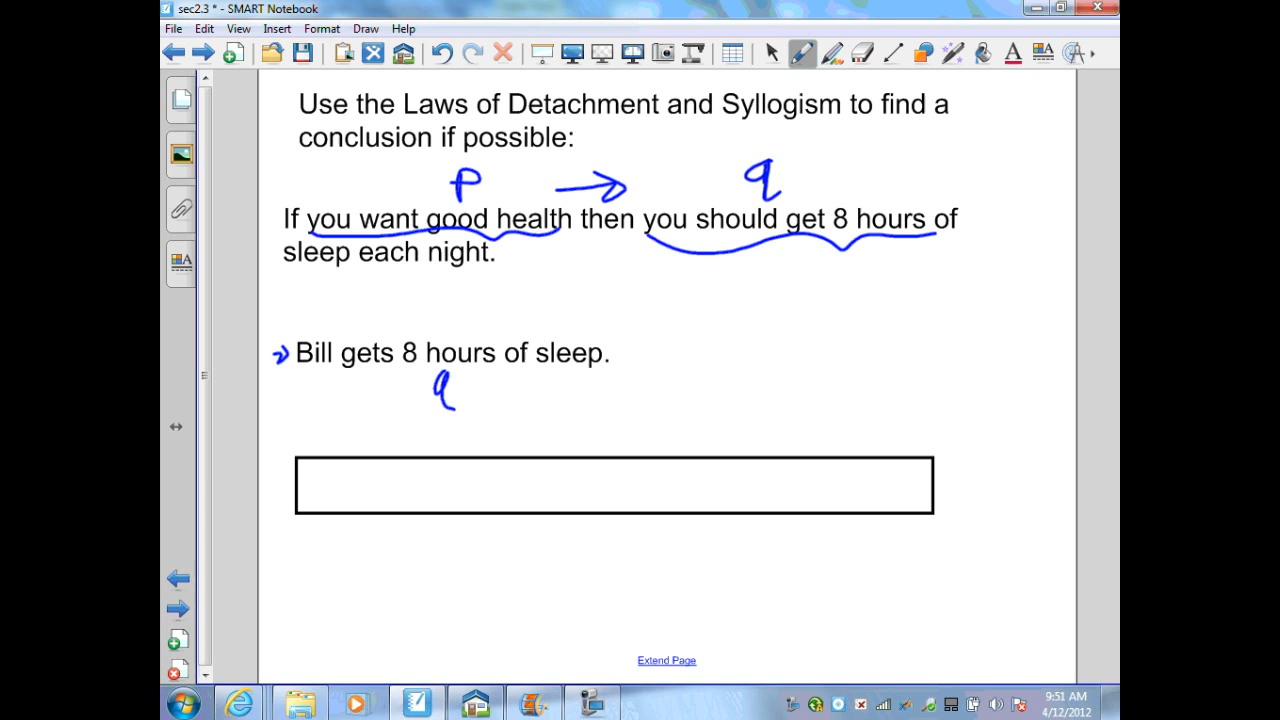 sec2.3 * - SMART Notebook
File Edit View Insert Format Draw Help
Use the Laws of Detachment and Syllogism to find a
conclusion if possible:
p → q
If you want good health then you should get 8 hours of
sleep each night.
Bill gets 8 hours of sleep.
q
Extend Page
9:51 AM
4/12/2012